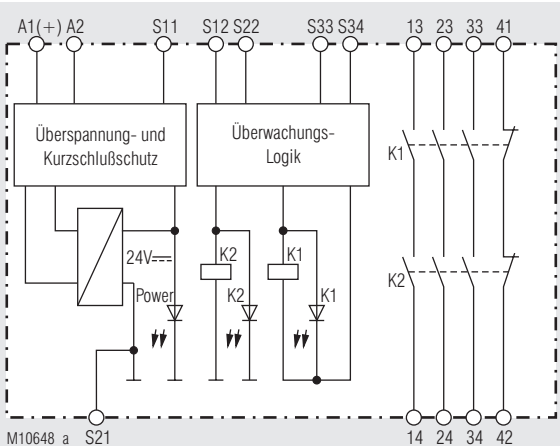 A1(+) A2 S11 S12 S22 S33 S34 13 23 33 41
Überspannung- und
Kurzschlußschutz
Überwachungs-
Logik
K1
24V
K2
K1
K2
Power
K2
K1
M10648 a S21 14 24 34 42